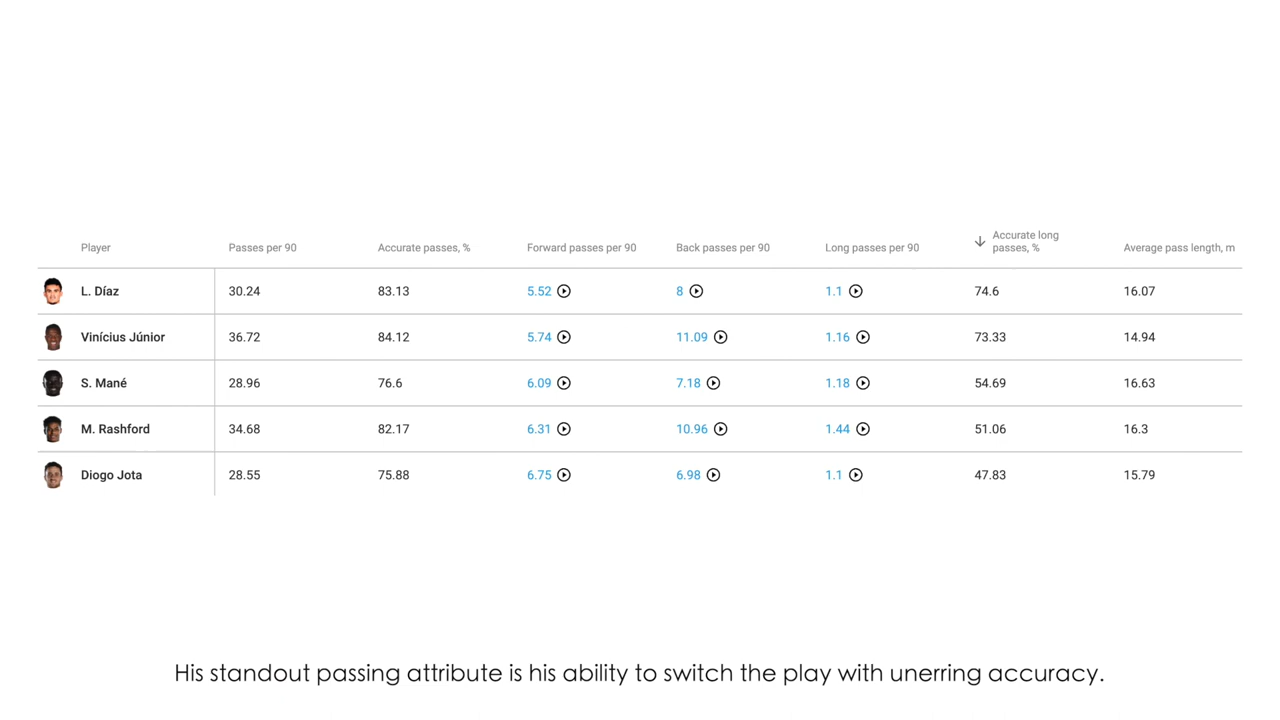 Player Passes per 90 Accurate passes, % Forward passes per 90 Back passes per 90 Long passes per 90 Accurate long passes, % Average pass length, m
L. Díaz 30.24 83.13 5.52 8 1.1 74.6 16.07
Vinícius Júnior 36.72 84.12 5.74 11.09 1.16 73.33 14.94
S. Mané 28.96 76.6 6.09 7.18 1.18 54.69 16.63
M. Rashford 34.68 82.17 6.31 10.96 1.44 51.06 16.3
Diogo Jota 28.55 75.88 6.75 6.98 1.1 47.83 15.79
His standout passing attribute is his ability to switch the play with unerring accuracy.